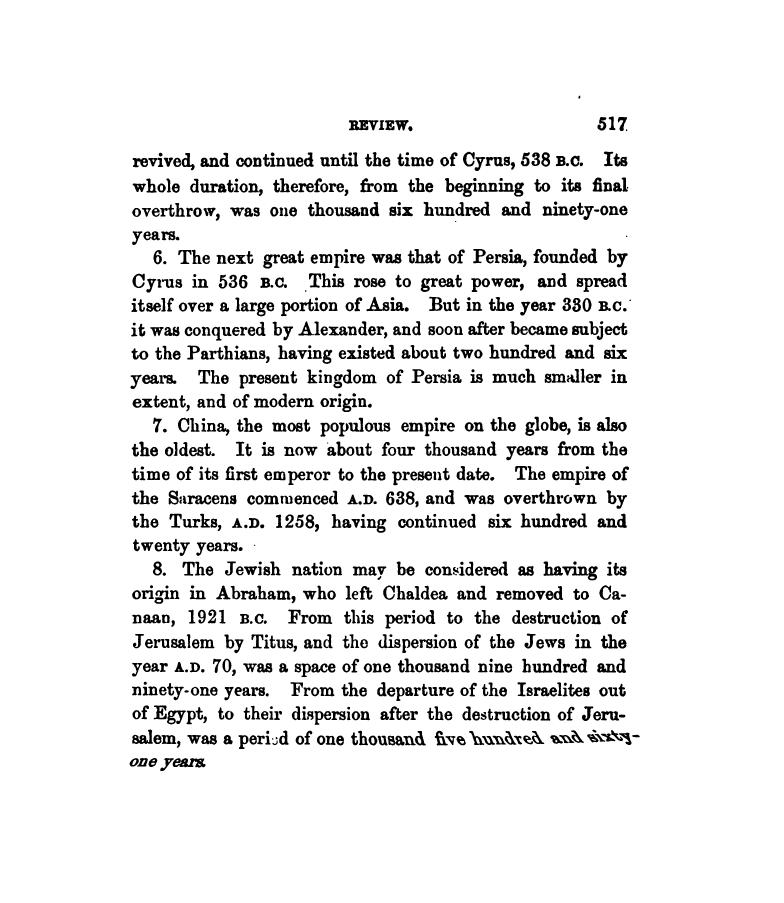 REVIEW. 517
revived, and continued until the time of Cyrus, 538 B.C. Its
whole duration, therefore, from the beginning to its final
overthrow, was one thousand six hundred and ninety-one
years.
6. The next great empire was that of Persia, founded by
Cyrus in 536 B.C. This rose to great power, and spread
itself over a large portion of Asia. But in the year 330 B.C.
it was conquered by Alexander, and soon after became subject
to the Parthians, having existed about two hundred and six
years. The present kingdom of Persia is much smaller in
extent, and of modern origin.
7. China, the most populous empire on the globe, is also
the oldest. It is now about four thousand years from the
time of its first emperor to the present date. The empire of
the Saracens commenced A.D. 638, and was overthrown by
the Turks, A.D. 1258, having continued six hundred and
twenty years.
8. The Jewish nation may be considered as having its
origin in Abraham, who left Chaldea and removed to Ca-
naan, 1921 B.C. From this period to the destruction of
Jerusalem by Titus, and the dispersion of the Jews in the
year A.D. 70, was a space of one thousand nine hundred and
ninety-one years. From the departure of the Israelites out
of Egypt, to their dispersion after the destruction of Jeru-
salem, was a period of one thousand five hundred and sixty-
one years.